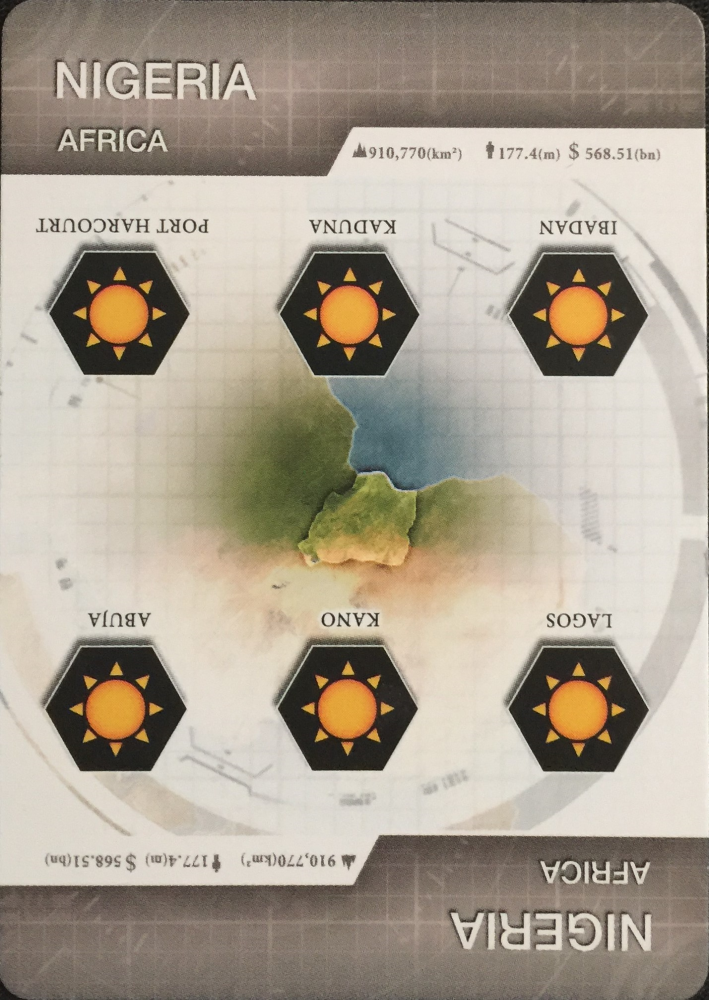 NIGERIA
AFRICA
910,770(km²) 177.4(m) $ 568.51(bn)
PORT HARCOURT KADUNA IBADAN
ABUJA KANO LAGOS
910,770(km²) 177.4(m) $ 568.51(bn)
AFRICA
NIGERIA